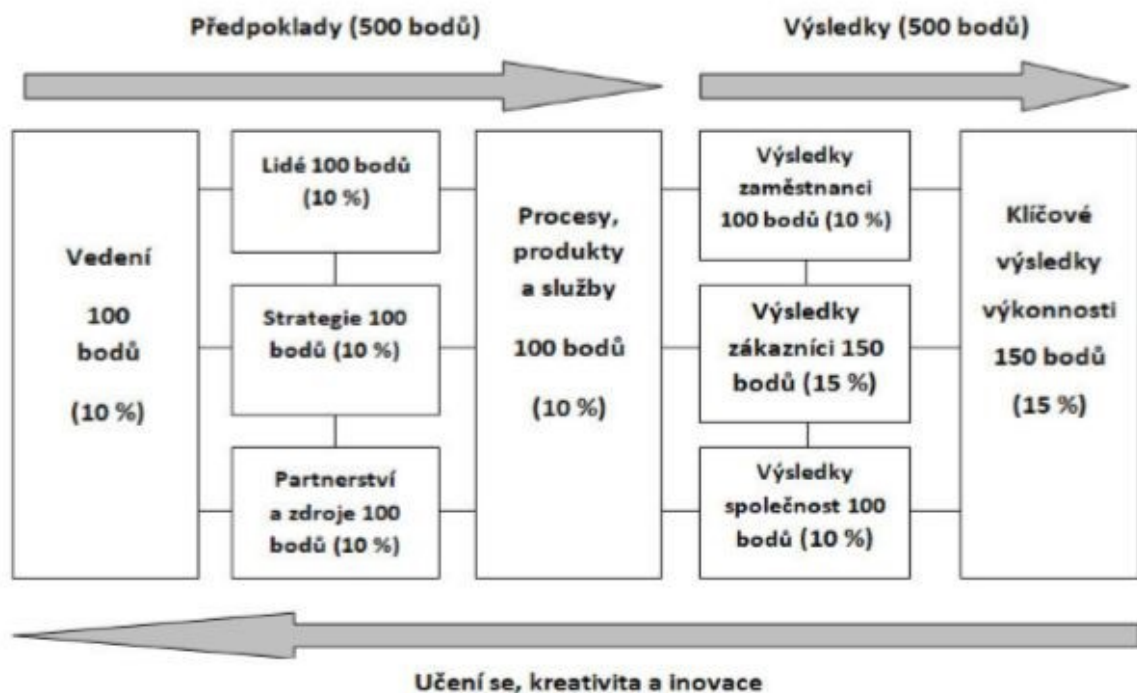 Předpoklady (500 bodů)
Výsledky (500 bodů)
Vedení
100
bodů
(10 %)
Lidé 100 bodů
(10 %)
Strategie 100
bodů (10 %)
Partnerství
a zdroje 100
bodů (10 %)
Procesy,
produkty
a služby
100 bodů
(10 %)
Výsledky
zaměstnanci
100 bodů (10 %)
Výsledky
zákazníci 150
bodů (15 %)
Výsledky
společnost 100
bodů (10 %)
Klíčové
výsledky
výkonnosti
150 bodů
(15 %)
Učení se, kreativita a inovace